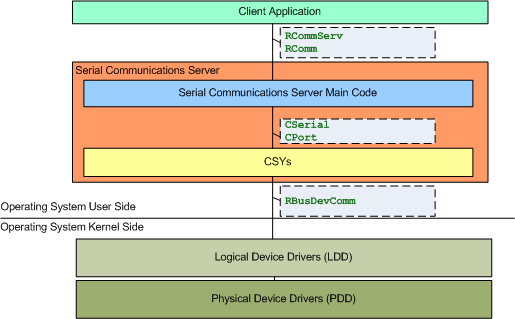 Client Application
RCommServ
RComm
Serial Communications Server
Serial Communications Server Main Code
CSerial
CPort
CSYs
RBusDevComm
Operating System User Side
Operating System Kernel Side
Logical Device Drivers (LDD)
Physical Device Drivers (PDD)